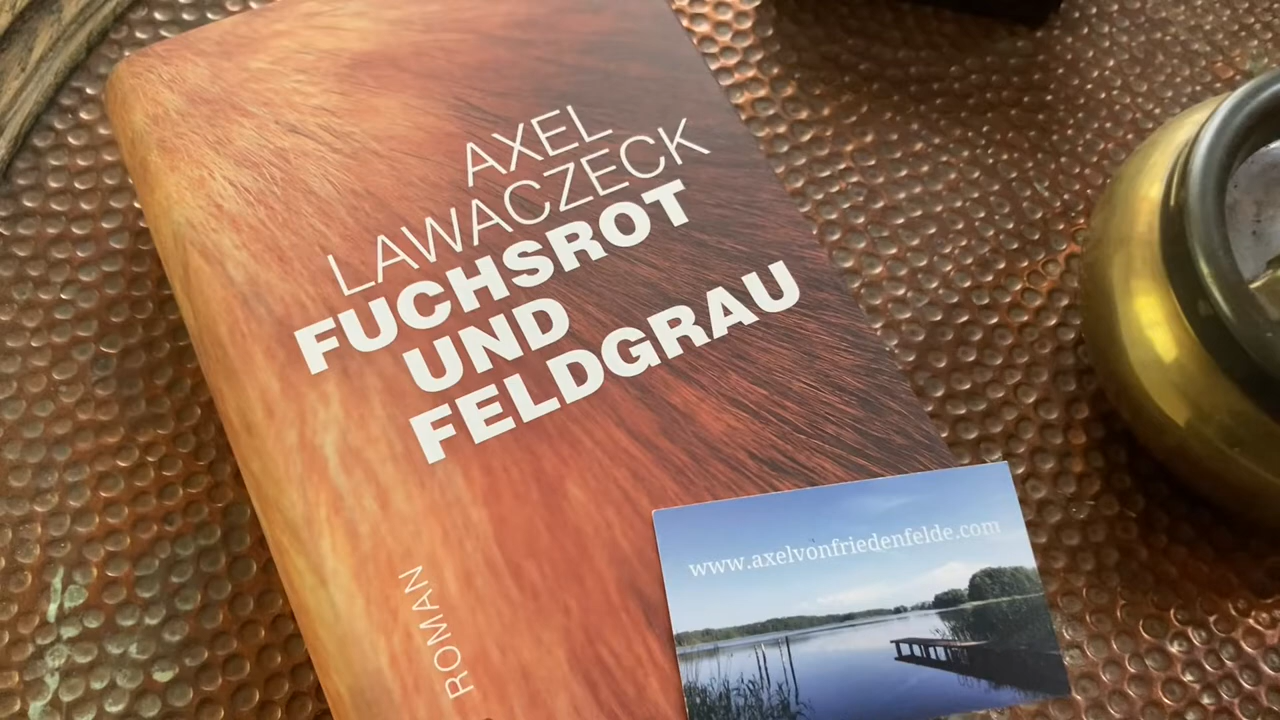 AXEL
LAWACZECK
FUCHSROT
UND
FELDGRAU
ROMAN
www.axelvonfriedenfelde.com